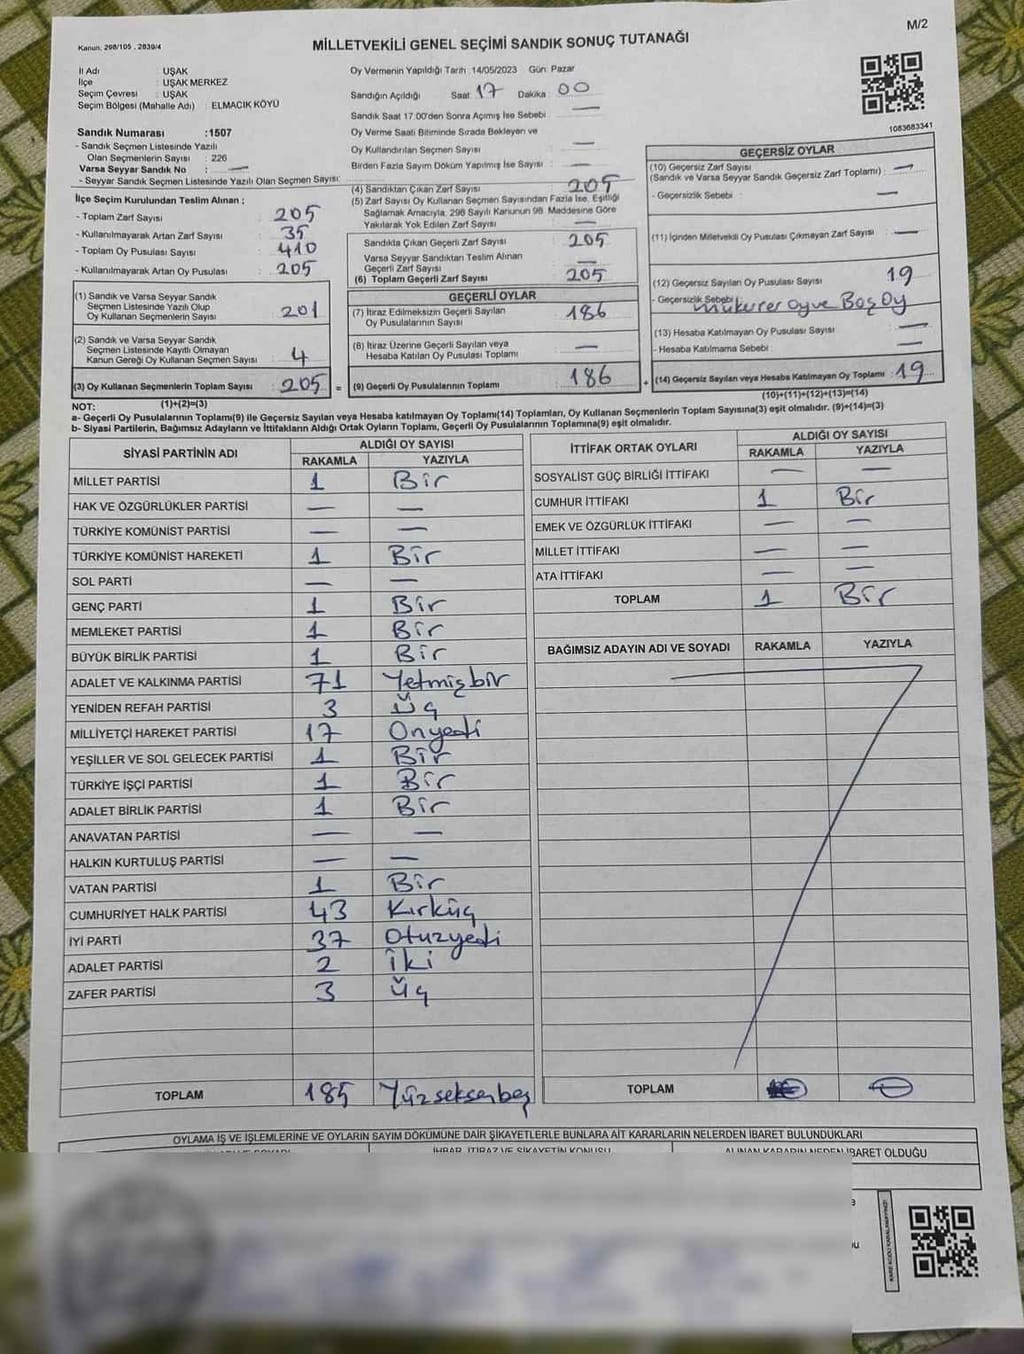 M/2
Kanun: 298/105 , 2839/4
MİLLETVEKİLİ GENEL SEÇİMİ SANDIK SONUÇ TUTANAĞI
İl Adı : UŞAK
İlçe : UŞAK MERKEZ
Seçim Çevresi : UŞAK
Seçim Bölgesi (Mahalle Adı) : ELMACIK KÖYÜ
Sandık Numarası :1507
- Sandık Seçmen Listesinde Yazılı
Olan Seçmenlerin Sayısı : 226
Varsa Seyyar Sandık No : —
- Seyyar Sandık Seçmen Listesinde Yazılı Olan Seçmen Sayısı:
Oy Vermenin Yapıldığı Tarih :14/05/2023 Gün: Pazar
Sandığın Açıldığı Saat: 17 Dakika: 00
Sandık Saat 17:00'den Sonra Açımış İse Sebebi : —
Oy Verme Saati Bitiminde Sırada Bekleyen ve
Oy Kullandırılan Seçmen Sayısı : —
Birden Fazla Sayım Döküm Yapılmış İse Sayısı : —
1083683341
İlçe Seçim Kurulundan Teslim Alınan ;
- Toplam Zarf Sayısı : 205
- Kullanılmayarak Artan Zarf Sayısı : 35
- Toplam Oy Pusulası Sayısı : 410
- Kullanılmayarak Artan Oy Pusulası : 205
(1) Sandık ve Varsa Seyyar Sandık
Seçmen Listesinde Yazılı Olup
Oy Kullanan Seçmenlerin Sayısı : 201
(2) Sandık ve Varsa Seyyar Sandık
Seçmen Listesinde Kayıtlı Olmayan
Kanun Gereği Oy Kullanan Seçmen Sayısı : 4
(3) Oy Kullanan Seçmenlerin Toplam Sayısı : 205 =
(1)+(2)=(3)
(4) Sandıktan Çıkan Zarf Sayısı : 205
(5) Zarf Sayısı Oy Kullanan Seçmen Sayısından Fazla İse, Eşitliği
Sağlamak Amacıyla, 298 Sayılı Kanunun 98. Maddesine Göre
Yakılarak Yok Edilen Zarf Sayısı : —
Sandıkta Çıkan Geçerli Zarf Sayısı : 205
Varsa Seyyar Sandıktan Teslim Alınan
Geçerli Zarf Sayısı :
(6) Toplam Geçerli Zarf Sayısı : 205
GEÇERLİ OYLAR
(7) İtiraz Edilmeksizin Geçerli Sayılan
Oy Pusulalarının Sayısı : 186
(8) İtiraz Üzerine Geçerli Sayılan veya
Hesaba Katılan Oy Pusulası Toplamı : —
(9) Geçerli Oy Pusulalarının Toplamı : 186 +
GEÇERSİZ OYLAR
(10) Geçersiz Zarf Sayısı
(Sandık ve Varsa Seyyar Sandık Geçersiz Zarf Toplamı) : —
- Geçersizlik Sebebi : —
(11) İçinden Milletvekili Oy Pusulası Çıkmayan Zarf Sayısı : —
(12) Geçersiz Sayılan Oy Pusulası Sayısı : 19
- Geçersizlik Sebebi : mükürer oy ve Boş Oy
(13) Hesaba Katılmayan Oy Pusulası Sayısı : —
- Hesaba Katılmama Sebebi : —
(14) Geçersiz Sayılan veya Hesaba Katılmayan Oy Toplamı : 19
(10)+(11)+(12)+(13)=(14)
NOT:
a- Geçerli Oy Pusulalarının Toplamı(9) ile Geçersiz Sayılan veya Hesaba katılmayan Oy Toplamı(14) Toplamları, Oy Kullanan Seçmenlerin Toplam Sayısına(3) eşit olmalıdır. (9)+(14)=(3)
b- Siyasi Partilerin, Bağımsız Adayların ve İttifakların Aldığı Ortak Oyların Toplamı, Geçerli Oy Pusulalarının Toplamına(9) eşit olmalıdır.
SİYASİ PARTİNİN ADI ALDIĞI OY SAYISI
RAKAMLA YAZIYLA
MİLLET PARTİSİ 1 Bir
HAK VE ÖZGÜRLÜKLER PARTİSİ — —
TÜRKİYE KOMÜNİST PARTİSİ — —
TÜRKİYE KOMÜNİST HAREKETİ 1 Bir
SOL PARTİ — —
GENÇ PARTİ 1 Bir
MEMLEKET PARTİSİ 1 Bir
BÜYÜK BİRLİK PARTİSİ 1 Bir
ADALET VE KALKINMA PARTİSİ 71 Yetmişbir
YENİDEN REFAH PARTİSİ 3 Üç
MİLLİYETÇİ HAREKET PARTİSİ 17 Onyedi
YEŞİLLER VE SOL GELECEK PARTİSİ 1 Bir
TÜRKİYE İŞÇİ PARTİSİ 1 Bir
ADALET BİRLİK PARTİSİ 1 Bir
ANAVATAN PARTİSİ — —
HALKIN KURTULUŞ PARTİSİ — —
VATAN PARTİSİ 1 Bir
CUMHURİYET HALK PARTİSİ 43 Kırküç
İYİ PARTİ 37 Otuzyedi
ADALET PARTİSİ 2 İki
ZAFER PARTİSİ 3 Üç
TOPLAM 185 Yüzseksenbeş
İTTİFAK ORTAK OYLARI ALDIĞI OY SAYISI
RAKAMLA YAZIYLA
SOSYALİST GÜÇ BİRLİĞİ İTTİFAKI — —
CUMHUR İTTİFAKI 1 Bir
EMEK VE ÖZGÜRLÜK İTTİFAKI — —
MİLLET İTTİFAKI — —
ATA İTTİFAKI — —
TOPLAM 1 Bir
BAĞIMSIZ ADAYIN ADI VE SOYADI RAKAMLA YAZIYLA
TOPLAM
OYLAMA İŞ VE İŞLEMLERİNE VE OYLARIN SAYIM DÖKÜMÜNE DAİR ŞİKAYETLERLE BUNLARA AİT KARARLARIN NELERDEN İBARET BULUNDUKLARI
İHBAR, İTİRAZ VE ŞİKAYETİN KONUSU
ALINAN KARARIN NEDEN İBARET OLDUĞU